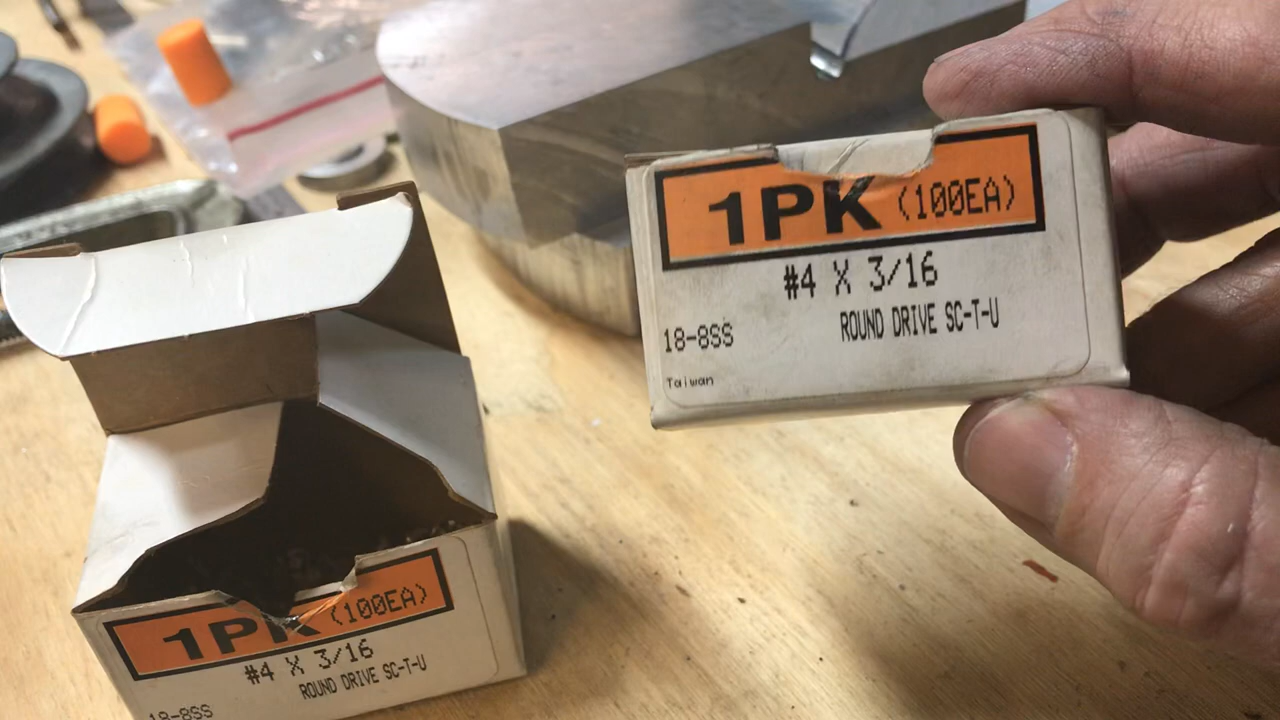 1PK (100EA)
#4 X 3/16
18-8SS ROUND DRIVE SC-T-U
Taiwan
1PK (100EA)
#4 X 3/16
ROUND DRIVE SC-T-U
18-8SS